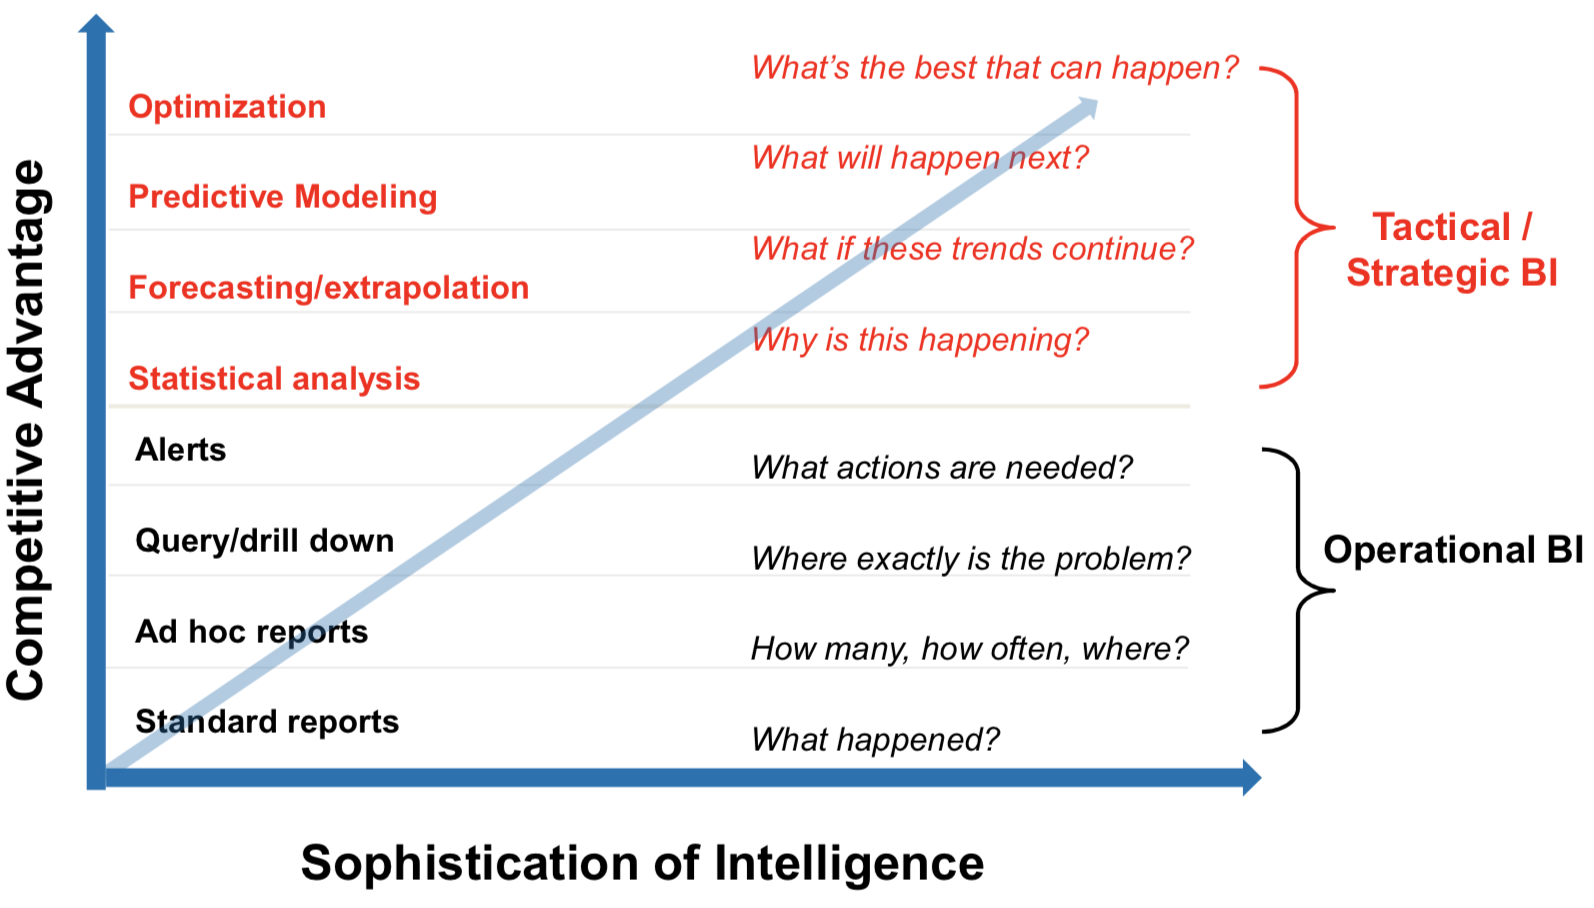 What's the best that can happen?
Optimization
What will happen next?
Predictive Modeling
What if these trends continue?
Forecasting/extrapolation
Why is this happening?
Statistical analysis
Tactical /
Strategic BI
Alerts
What actions are needed?
Query/drill down
Where exactly is the problem?
Ad hoc reports
How many, how often, where?
Standard reports
What happened?
Operational BI
Competitive Advantage
Sophistication of Intelligence